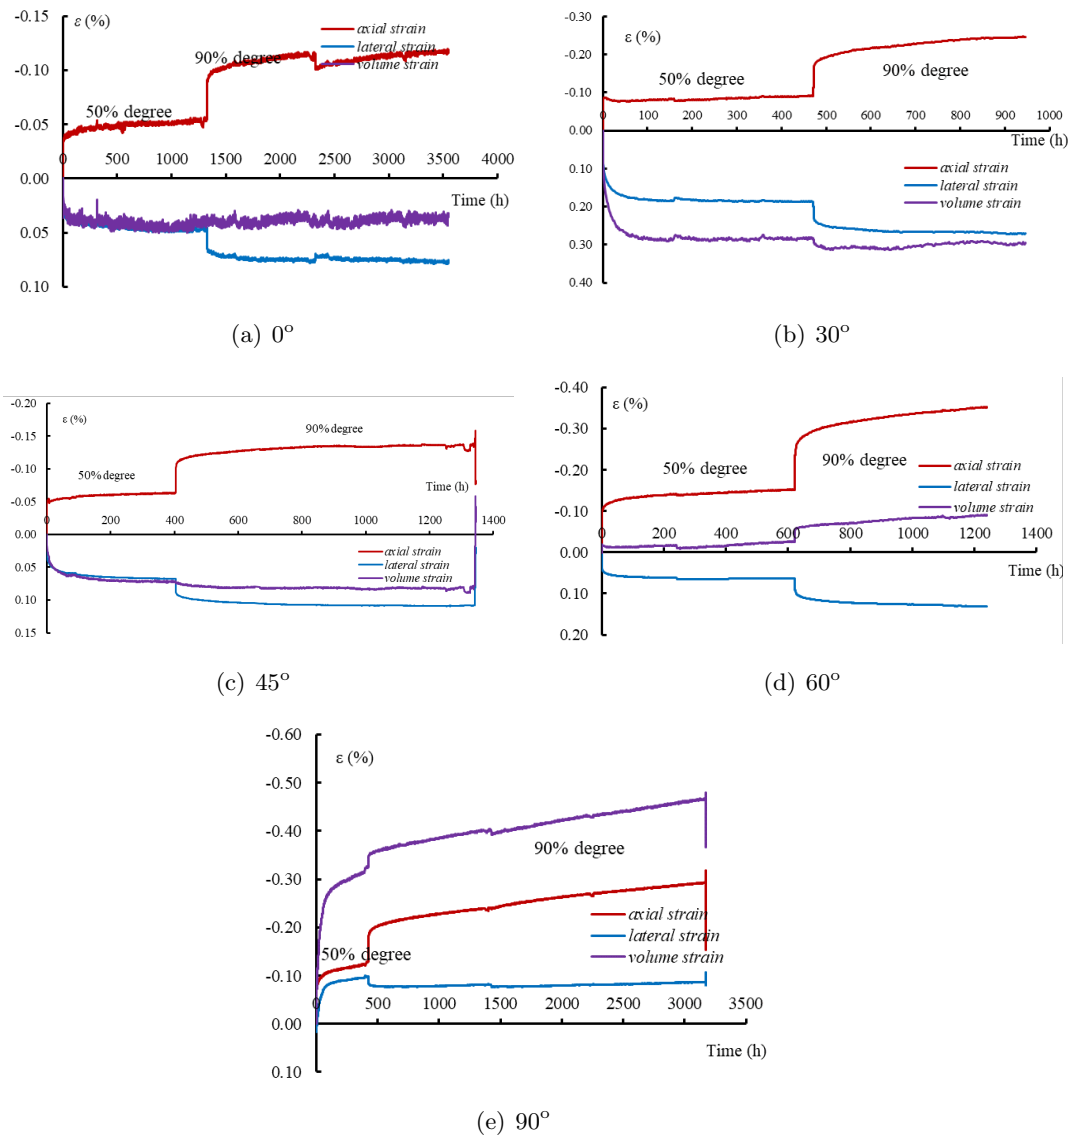 -0.15
ε (%)
-0.10
-0.05
0.00
0.05
0.10
0
500
1000
1500
2000
2500
3000
3500
4000
Time (h)
50% degree
90% degree
axial strain
lateral strain
volume strain
(a) 0º
-0.30
ε (%)
-0.20
-0.10
0.00
0.10
0.20
0.30
0.40
0
100
200
300
400
500
600
700
800
900
1000
Time (h)
50% degree
90% degree
axial strain
lateral strain
volume strain
(b) 30º
-0.20
ε (%)
-0.15
-0.10
-0.05
0.00
0.05
0.10
0.15
0
200
400
600
800
1000
1200
1400
Time (h)
50% degree
90% degree
axial strain
lateral strain
volume strain
(c) 45º
-0.40
ε (%)
-0.30
-0.20
-0.10
0.00
0.10
0.20
0
200
400
600
800
1000
1200
1400
Time (h)
50% degree
90% degree
axial strain
lateral strain
volume strain
(d) 60º
-0.60
ε (%)
-0.50
-0.40
-0.30
-0.20
-0.10
0.00
0.10
0
500
1000
1500
2000
2500
3000
3500
Time (h)
50% degree
90% degree
axial strain
lateral strain
volume strain
(e) 90º